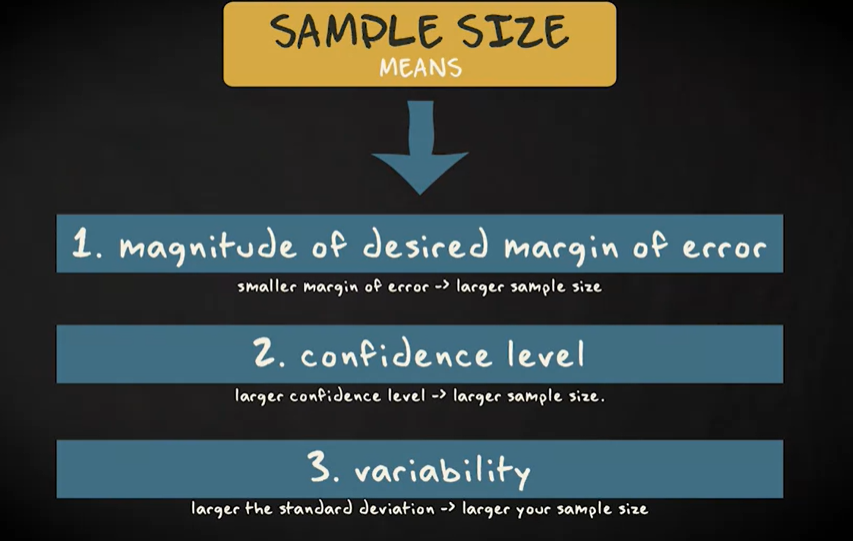 SAMPLE SIZE
MEANS
1. magnitude of desired margin of error
smaller margin of error -> larger sample size
2. confidence level
larger confidence level -> larger sample size.
3. variability
larger the standard deviation -> larger your sample size